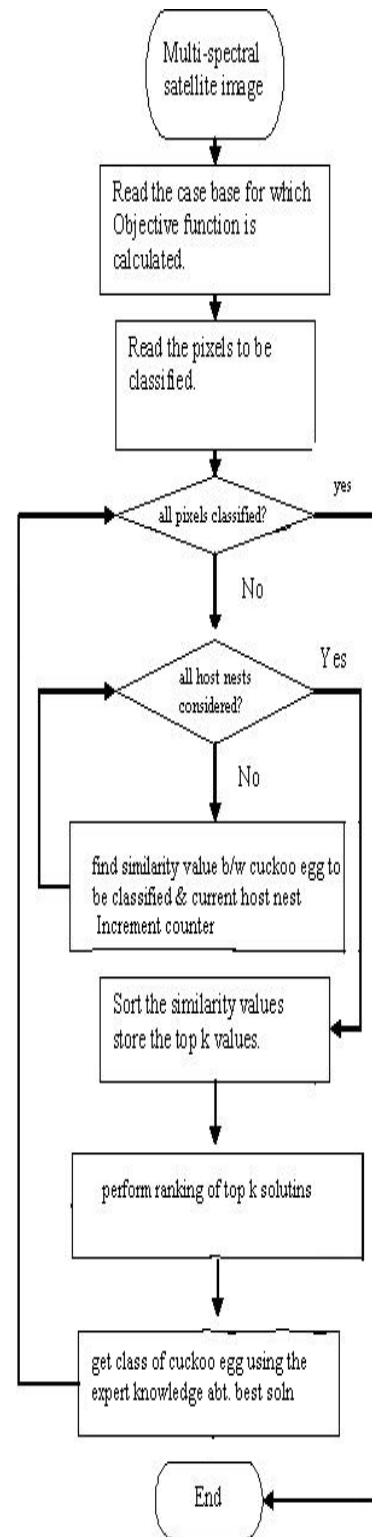 Multi-spectral
satellite image
Read the case base for which
Objective function is
calculated.
Read the pixels to be
classified.
all pixels classified?
yes
No
all host nests
considered?
Yes
No
find similarity value b/w cuckoo egg to
be classified & current host nest
Increment counter
Sort the similarity values
store the top k values.
perform ranking of top k solutins
get class of cuckoo egg using the
expert knowledge abt. best soln
End